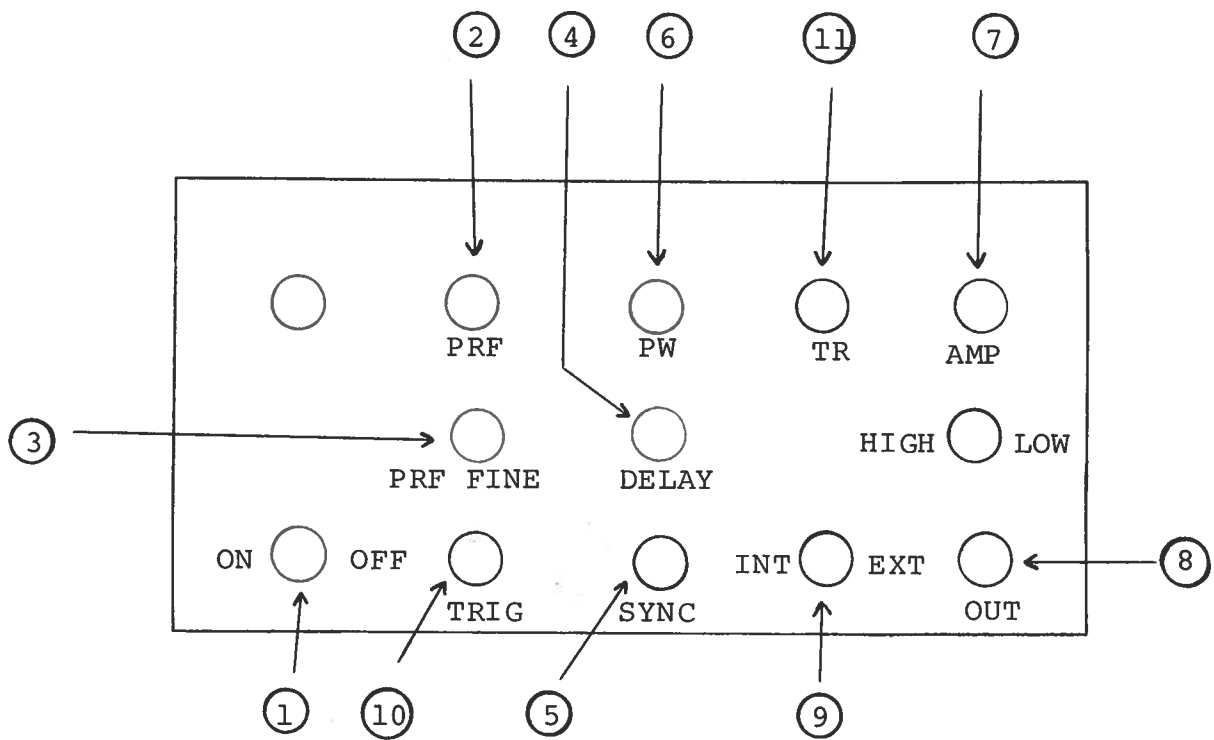 2 4 6 11 7
PRF PW TR AMP
3 HIGH LOW
PRF FINE DELAY
ON OFF INT EXT 8
TRIG SYNC OUT
1 10 5 9